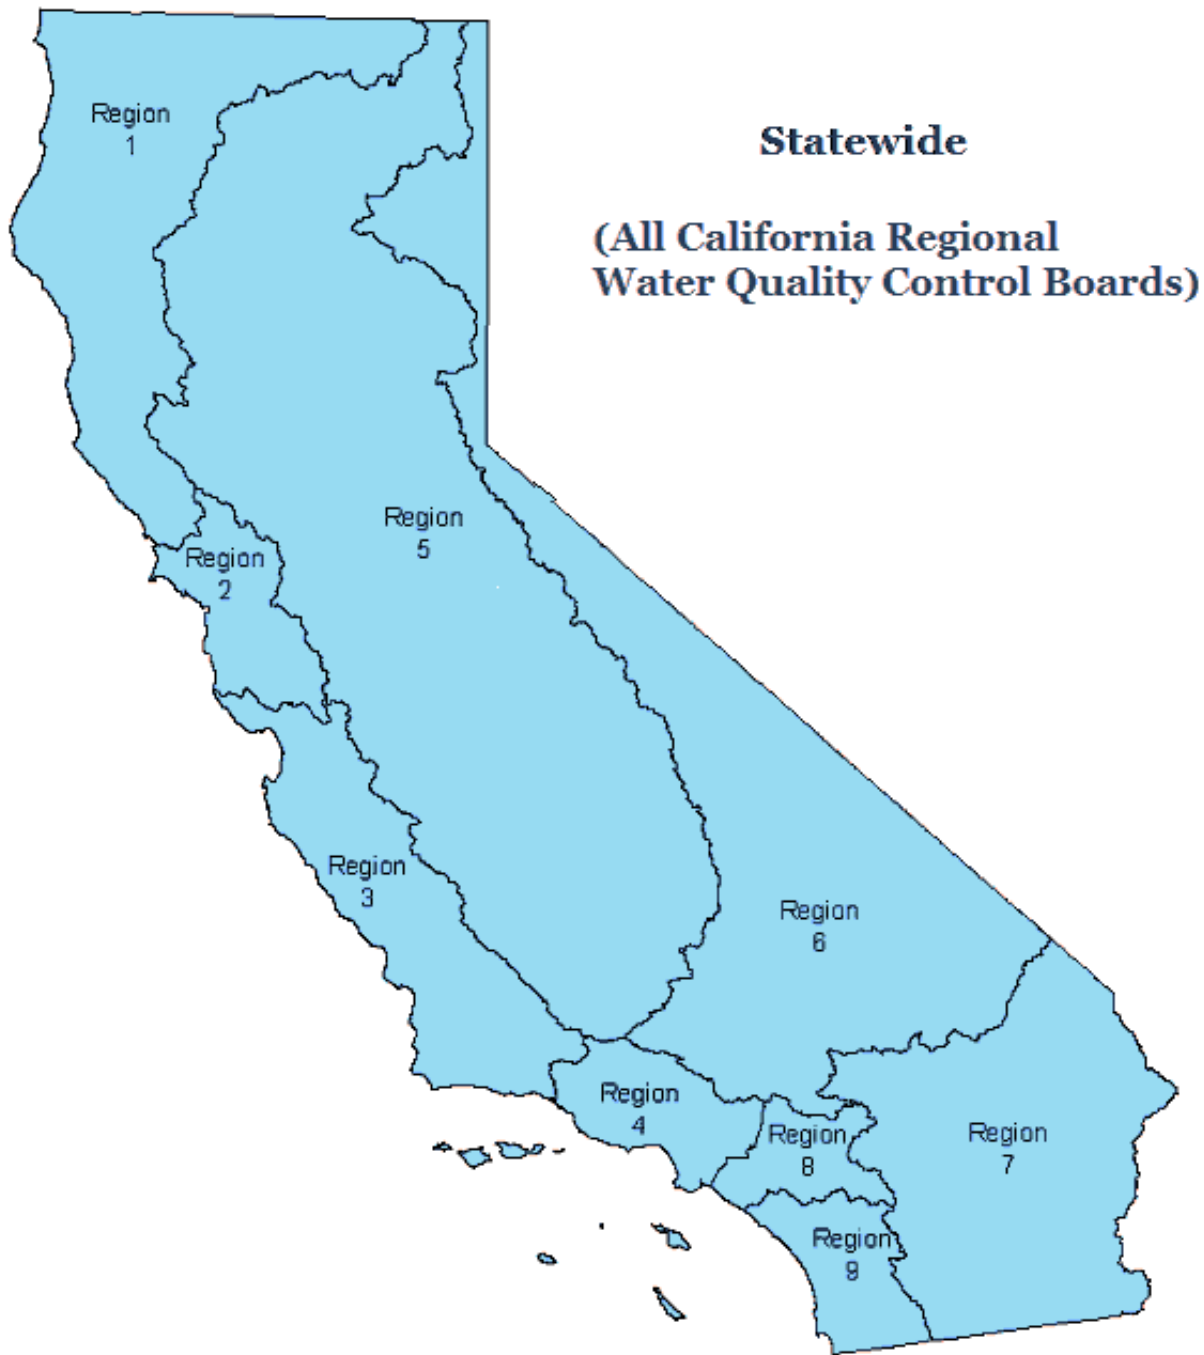 Statewide
(All California Regional
Water Quality Control Boards)
Region
1
Region
5
Region
2
Region
3
Region
6
Region
4
Region
8
Region
7
Region
9